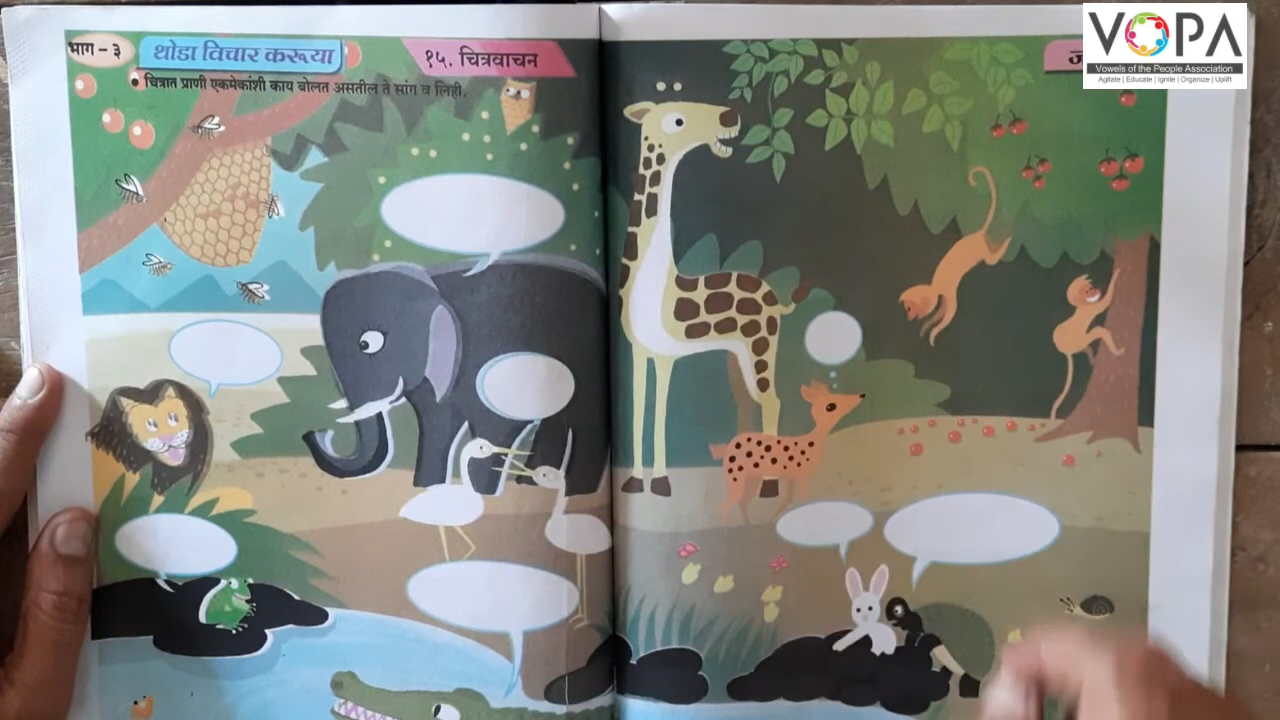 भाग - ३
थोडा विचार करूया
१५. चित्रवाचन
• चित्रात प्राणी एकमेकांशी काय बोलत असतील ते सांग व लिही.
VOPA
Vowels of the People Association
Agitate | Educate | Ignite | Organize | Uplift